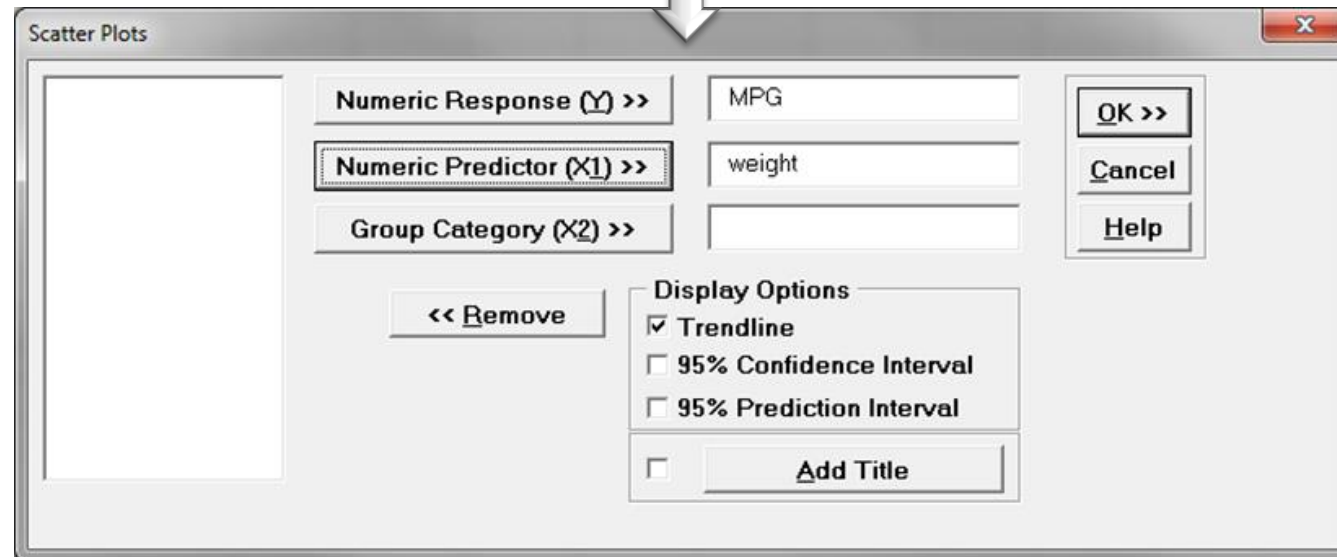 Scatter Plots
Numeric Response (Y) >>
MPG
OK >>
Numeric Predictor (X1) >>
weight
Cancel
Group Category (X2) >>
Help
<< Remove
Display Options
Trendline
95% Confidence Interval
95% Prediction Interval
Add Title